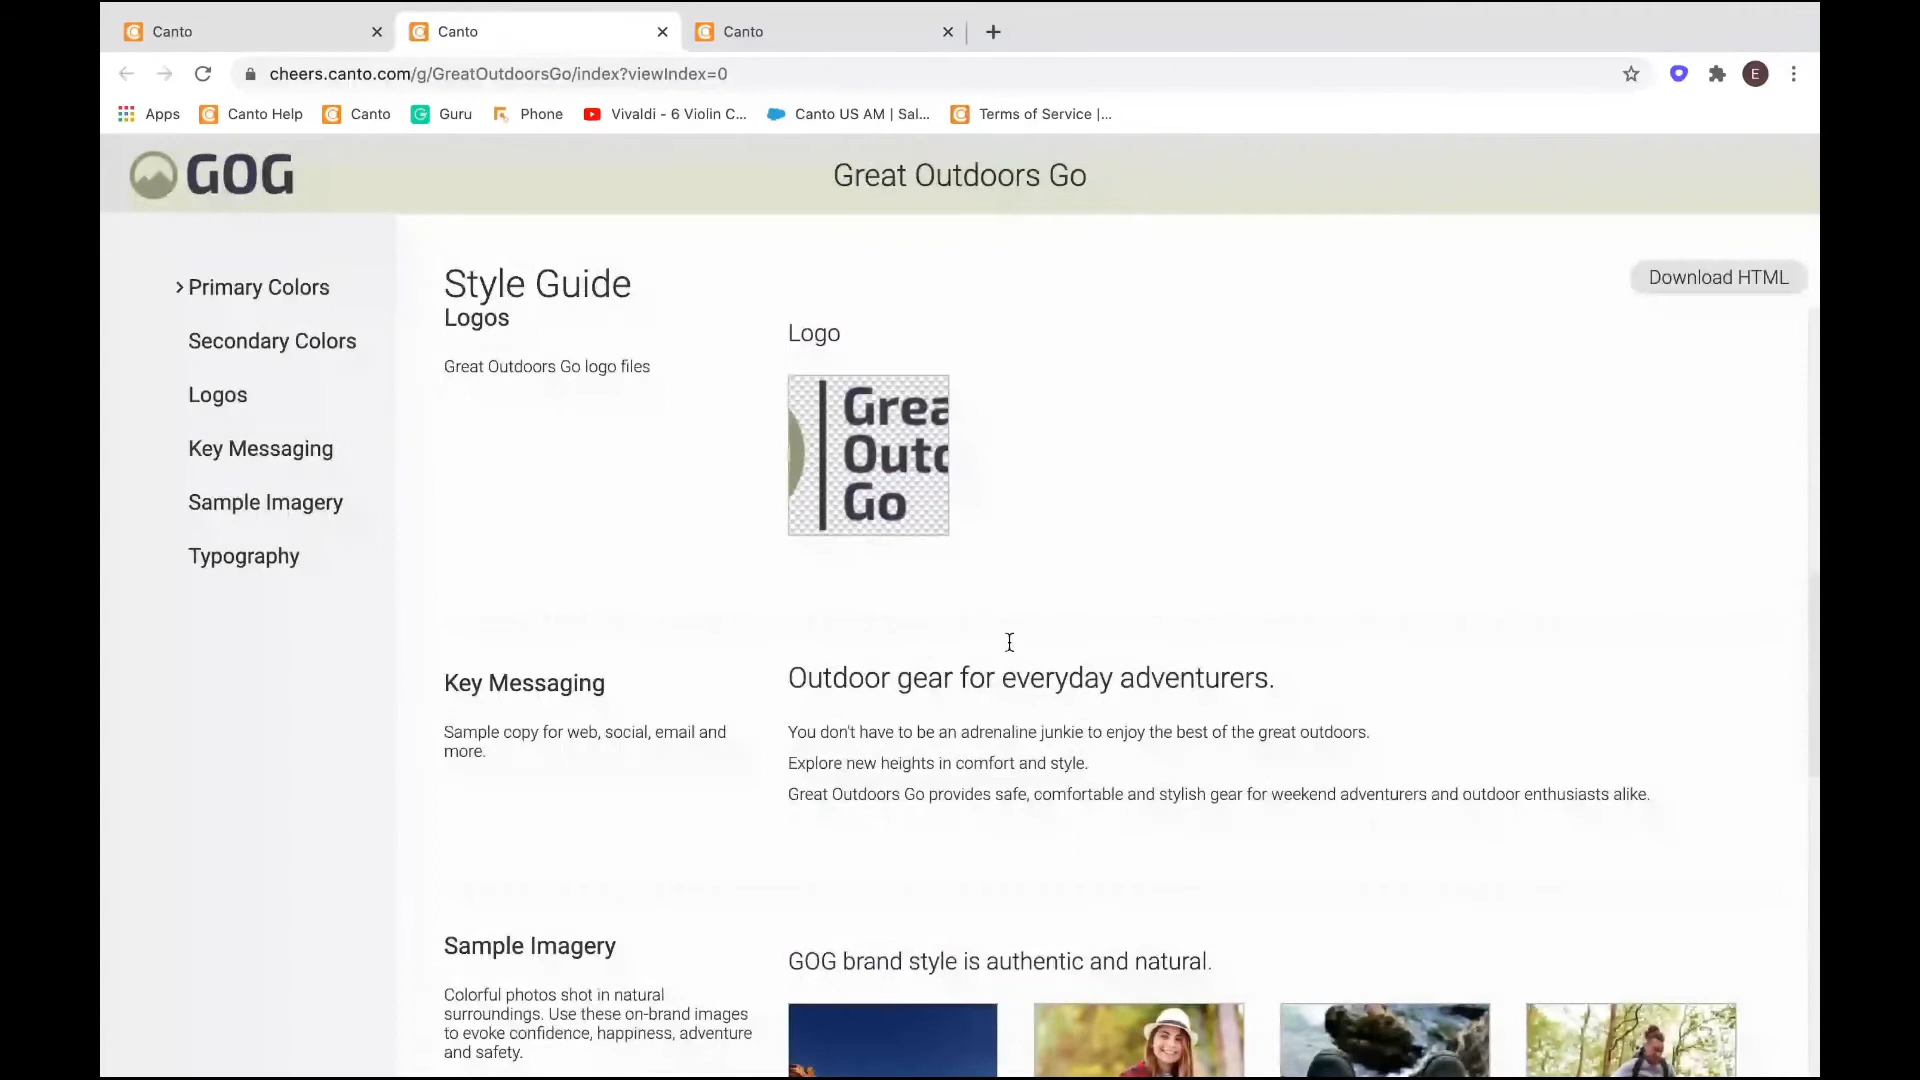 Canto
Canto
Canto
cheers.canto.com/g/GreatOutdoorsGo/index?viewIndex=0
E
Apps
Canto Help
Canto
Guru
Phone
Vivaldi - 6 Violin C...
Canto US AM | Sal...
Terms of Service |...
GOG
Great Outdoors Go
Primary Colors
Secondary Colors
Logos
Key Messaging
Sample Imagery
Typography
Style Guide
Download HTML
Logos
Great Outdoors Go logo files
Logo
Grea
Outd
Go
Key Messaging
Sample copy for web, social, email and
more.
Outdoor gear for everyday adventurers.
You don't have to be an adrenaline junkie to enjoy the best of the great outdoors.
Explore new heights in comfort and style.
Great Outdoors Go provides safe, comfortable and stylish gear for weekend adventurers and outdoor enthusiasts alike.
Sample Imagery
Colorful photos shot in natural
surroundings. Use these on-brand images
to evoke confidence, happiness, adventure
and safety.
GOG brand style is authentic and natural.